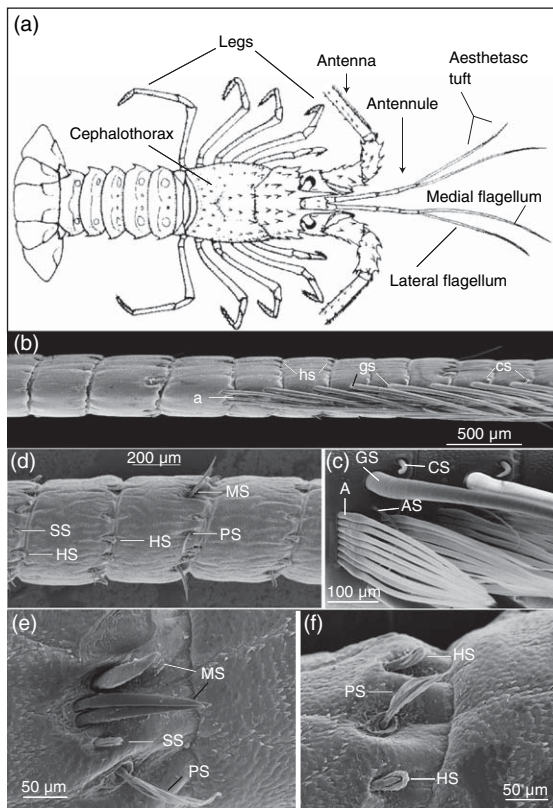 (a)
Legs
Antenna
Aesthetasc
tuft
Antennule
Cephalothorax
Medial flagellum
Lateral flagellum
(b)
hs
gs
cs
a
500 µm
(d)
200 µm
MS
SS
PS
HS
HS
(c)
GS
CS
A
AS
100 µm
(e)
MS
SS
PS
50 µm
(f)
HS
PS
HS
50 µm